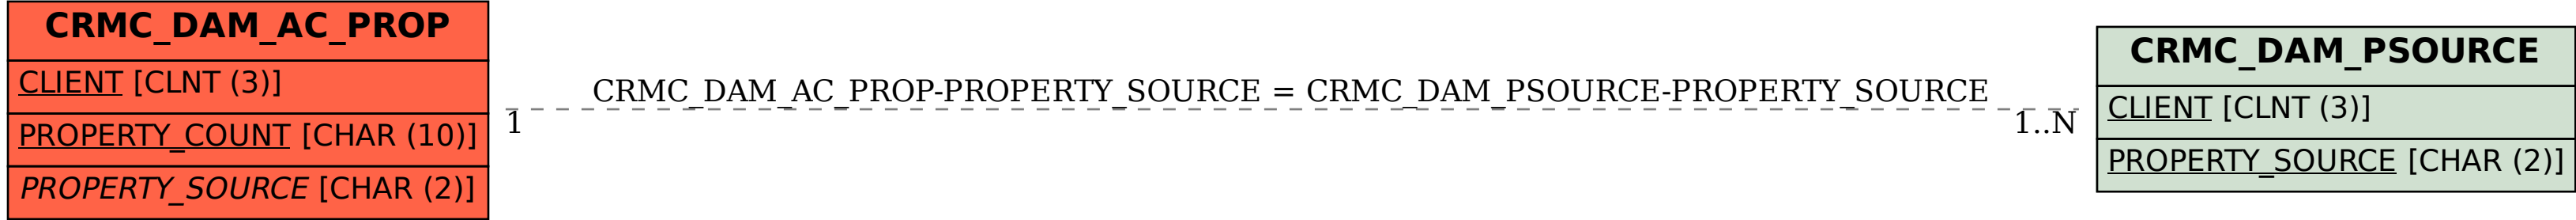 CRMC_DAM_AC_PROP
CLIENT [CLNT (3)]
PROPERTY_COUNT [CHAR (10)]
PROPERTY_SOURCE [CHAR (2)]
CRMC_DAM_AC_PROP-PROPERTY_SOURCE = CRMC_DAM_PSOURCE-PROPERTY_SOURCE
1
1..N
CRMC_DAM_PSOURCE
CLIENT [CLNT (3)]
PROPERTY_SOURCE [CHAR (2)]